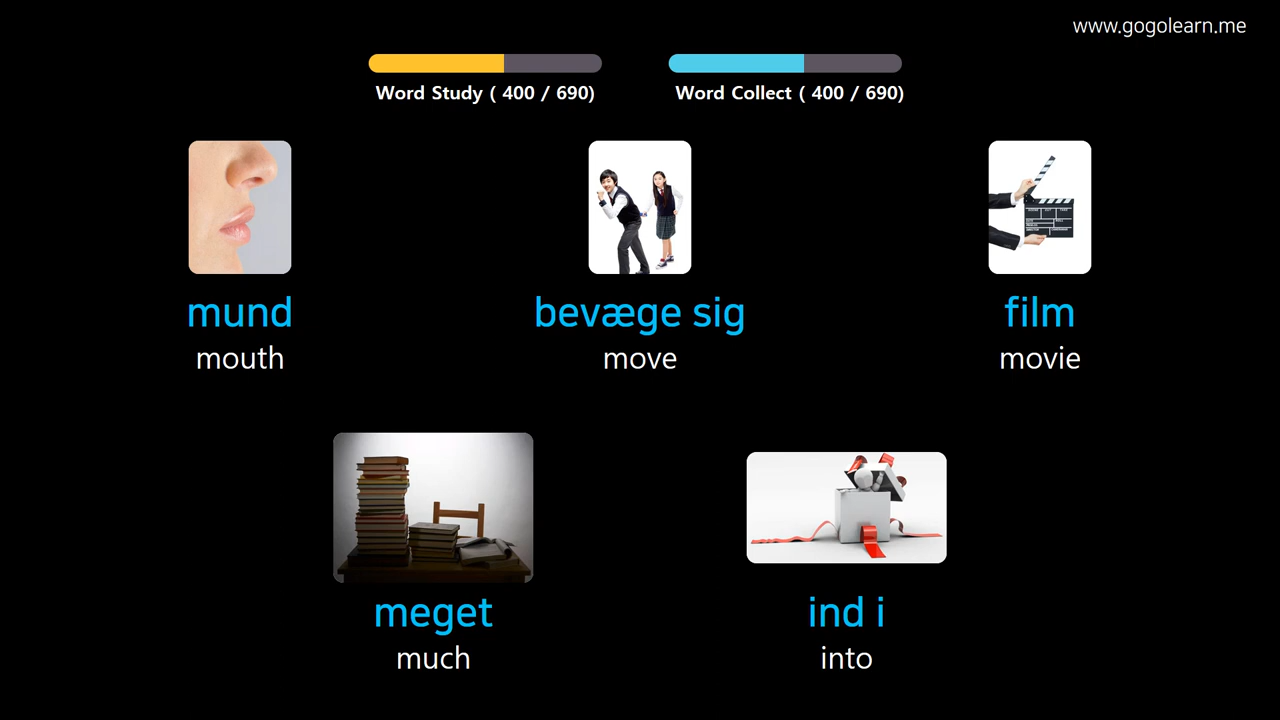 www.gogolearn.me
Word Study ( 400 / 690)
Word Collect ( 400 / 690)
mund
mouth
bevæge sig
move
film
movie
meget
much
ind i
into